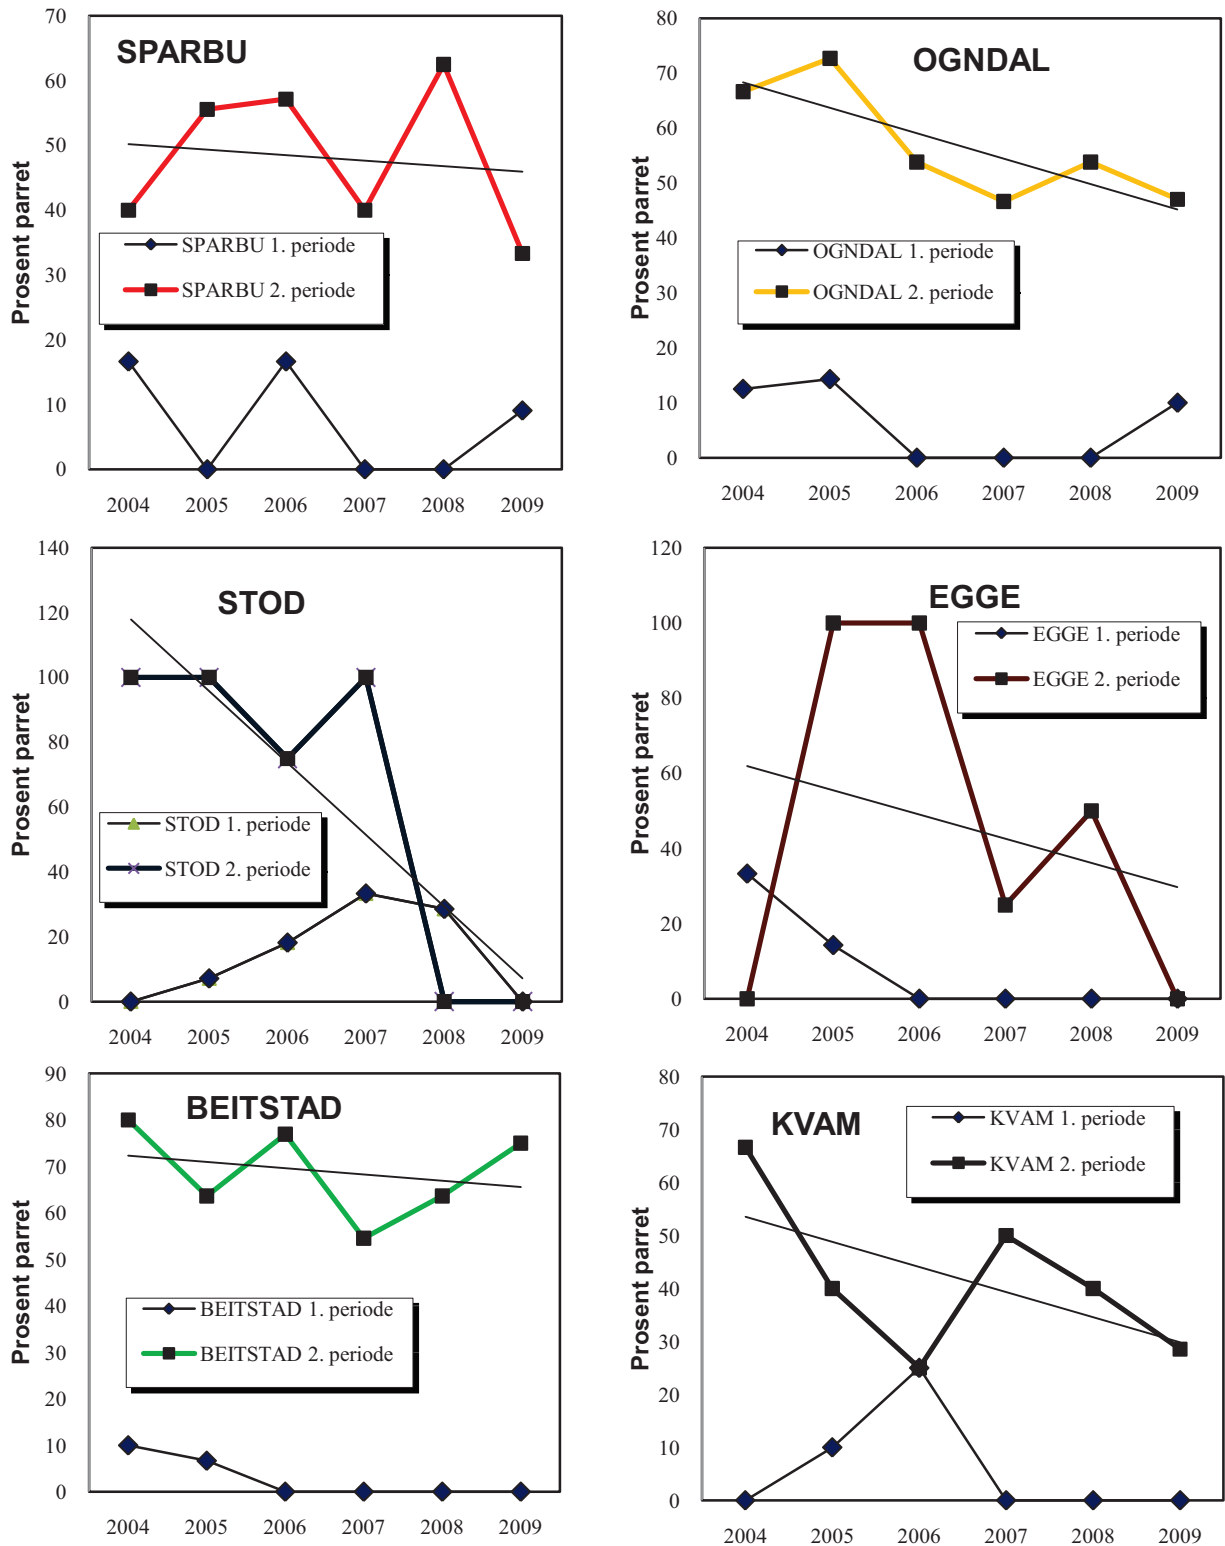 SPARBU
Prosent parret
70
60
50
40
30
20
10
0
SPARBU 1. periode
SPARBU 2. periode
2004 2005 2006 2007 2008 2009
OGNDAL
Prosent parret
80
70
60
50
40
30
20
10
0
OGNDAL 1. periode
OGNDAL 2. periode
2004 2005 2006 2007 2008 2009
STOD
Prosent parret
140
120
100
80
60
40
20
0
STOD 1. periode
STOD 2. periode
2004 2005 2006 2007 2008 2009
EGGE
Prosent parret
120
100
80
60
40
20
0
EGGE 1. periode
EGGE 2. periode
2004 2005 2006 2007 2008 2009
BEITSTAD
Prosent parret
90
80
70
60
50
40
30
20
10
0
BEITSTAD 1. periode
BEITSTAD 2. periode
2004 2005 2006 2007 2008 2009
KVAM
Prosent parret
80
70
60
50
40
30
20
10
0
KVAM 1. periode
KVAM 2. periode
2004 2005 2006 2007 2008 2009